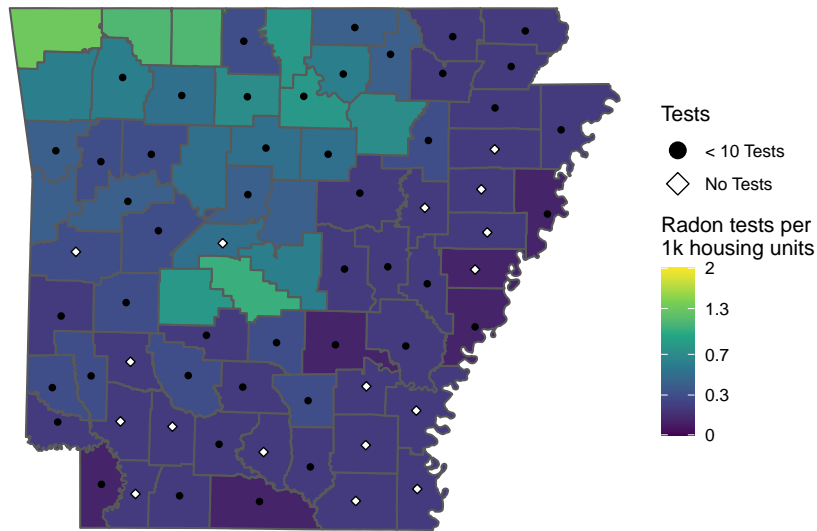 Tests
< 10 Tests
No Tests
Radon tests per
1k housing units
2
1.3
0.7
0.3
0